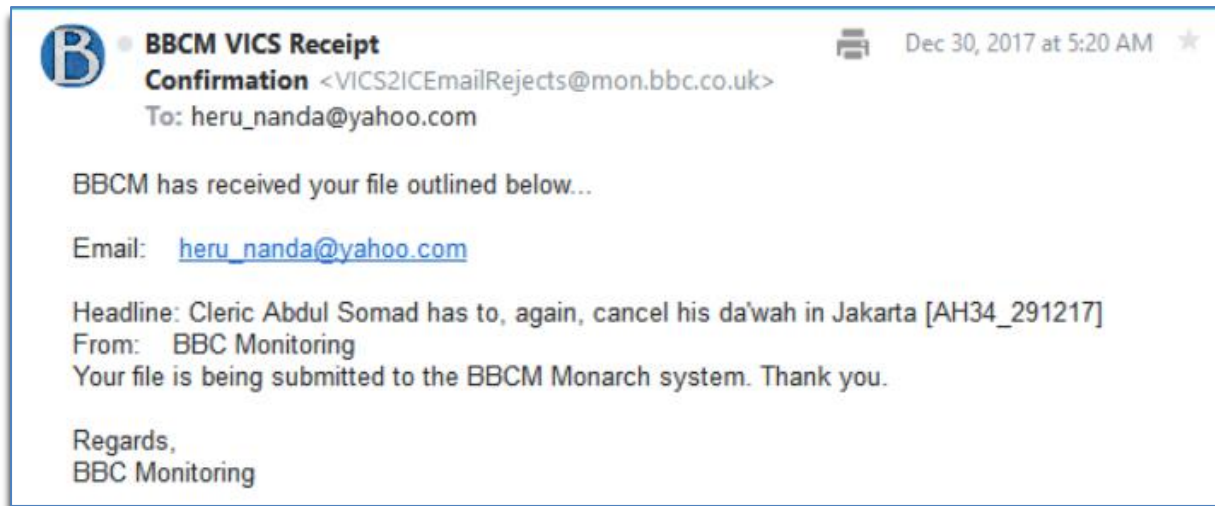 B
BBCM VICS Receipt Dec 30, 2017 at 5:20 AM
Confirmation <VICS2ICEmailRejects@mon.bbc.co.uk>
To: heru_nanda@yahoo.com
BBCM has received your file outlined below...
Email: heru_nanda@yahoo.com
Headline: Cleric Abdul Somad has to, again, cancel his da'wah in Jakarta [AH34_291217]
From: BBC Monitoring
Your file is being submitted to the BBCM Monarch system. Thank you.
Regards,
BBC Monitoring